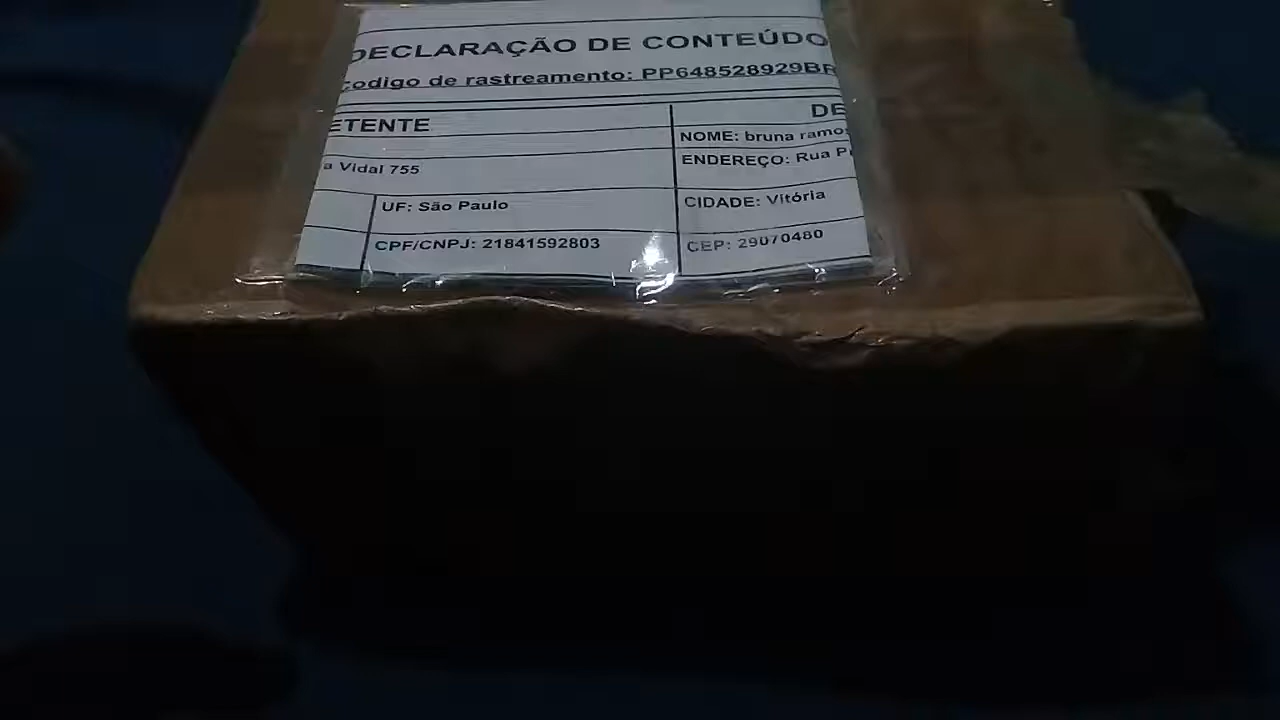 DECLARAÇÃO DE CONTEÚDO
Codigo de rastreamento: PP648528929BR
ETENTE
DE
NOME: bruna ramos
ENDEREÇO: Rua P
a Vidal 755
UF: São Paulo
CIDADE: Vitória
CPF/CNPJ: 21841592803
CEP: 29070480